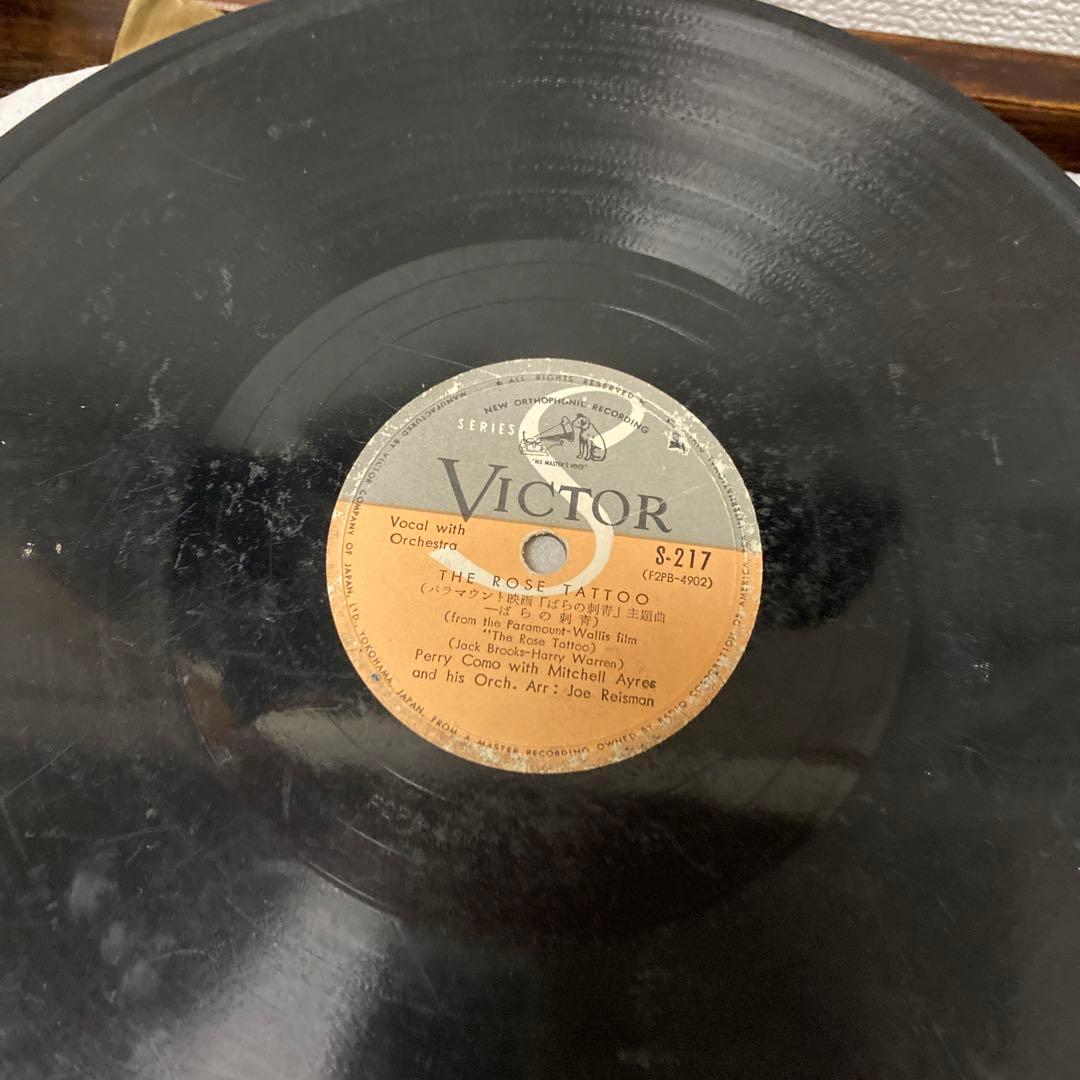 & ALL RIGHTS RESERVED
NEW ORTHOPHONIC RECORDING
SERIES S
"HIS MASTER'S VOICE"
VICTOR
Vocal with
Orchestra
S-217
(F2PB-4902)
THE ROSE TATTOO
(パラマウント映画「ばらの刺青」主題曲
―ばらの刺青)
(from the Paramount-Wallis film
"The Rose Tattoo)
(Jack Brooks-Harry Warren)
Perry Como with Mitchell Ayres
and his Orch. Arr: Joe Reisman
MANUFACTURED BY VICTOR COMPANY OF JAPAN, LTD. YOKOHAMA, JAPAN, FROM A MASTER RECORDING OWNED BY RADIO CORPORATION OF AMERICA